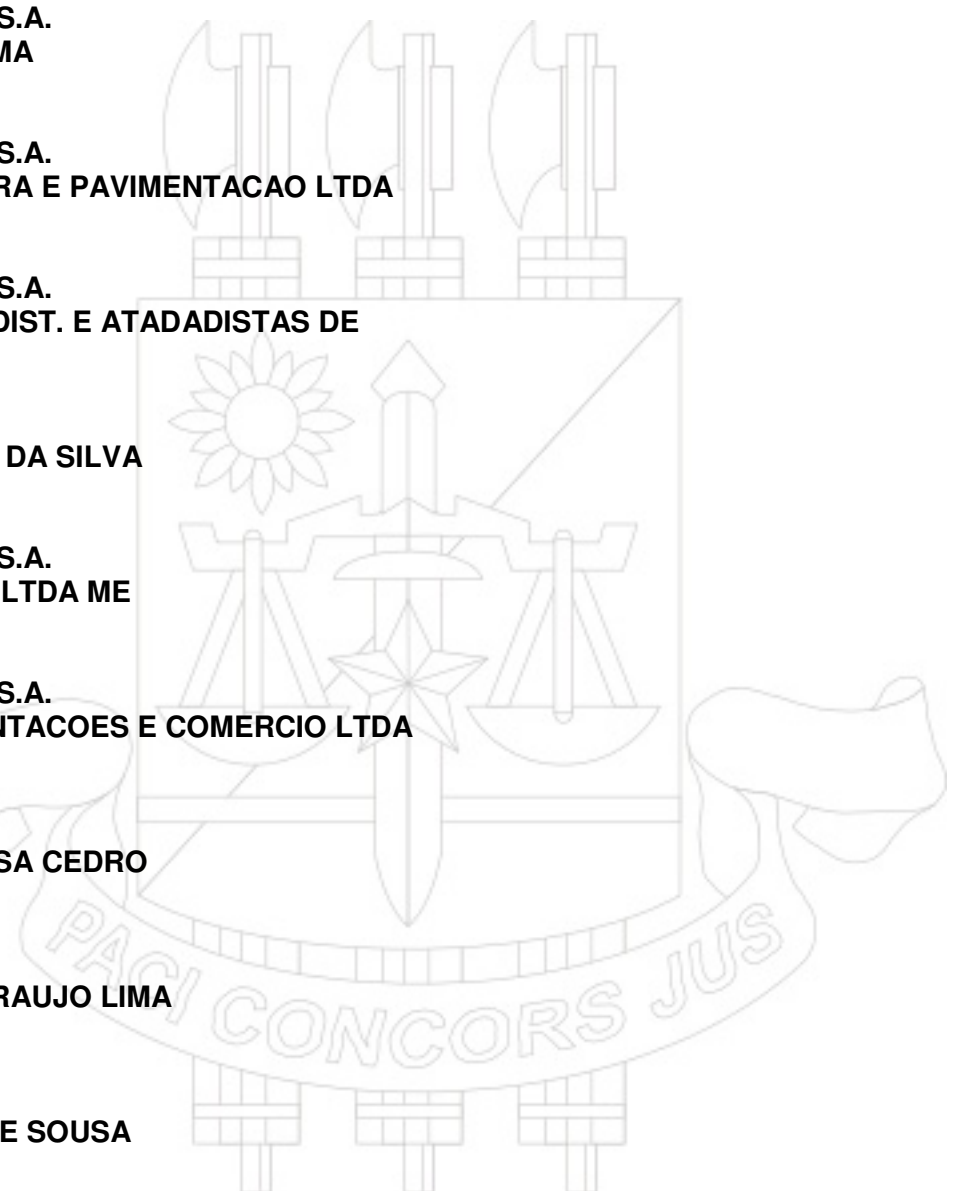 S.A.
MA
S.A.
RA E PAVIMENTACAO LTDA
S.A.
DIST. E ATADADISTAS DE
DA SILVA
S.A.
LTDA ME
S.A.
NTACOES E COMERCIO LTDA
SA CEDRO
RAUJO LIMA
E SOUSA
PACI CONCORS JUS